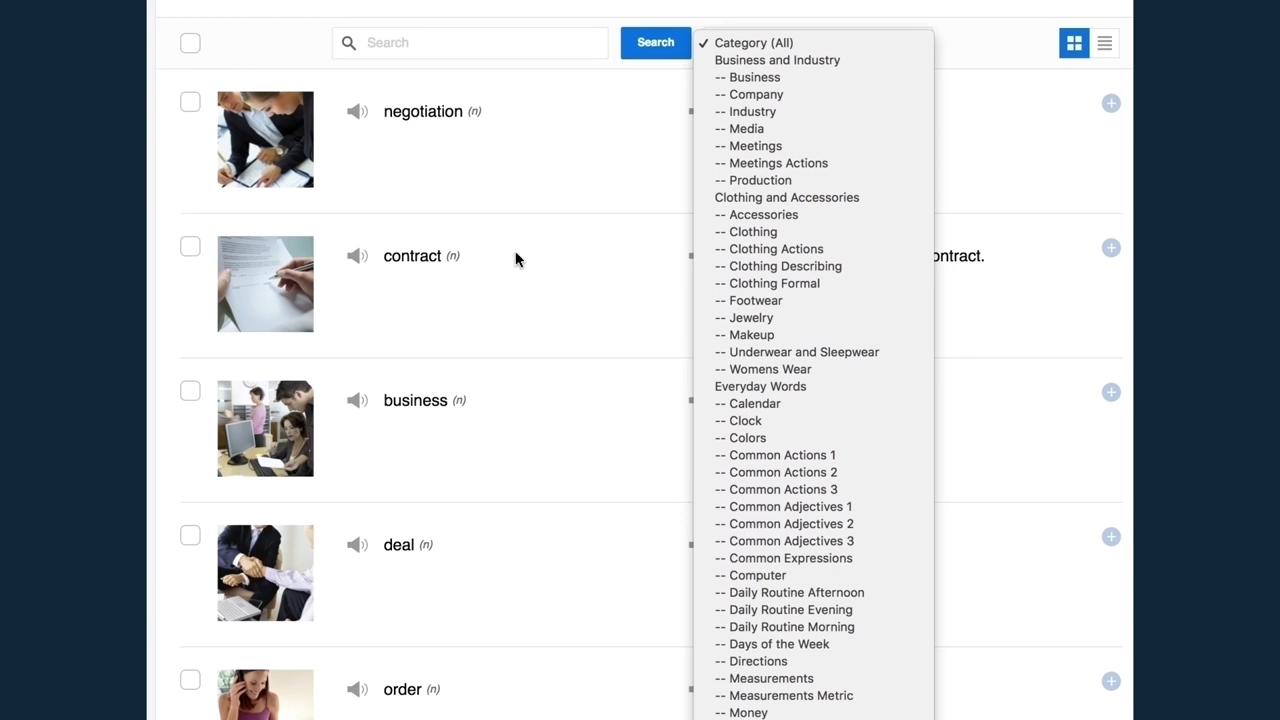 Search
Search
✓ Category (All)
Business and Industry
-- Business
-- Company
-- Industry
-- Media
-- Meetings
-- Meetings Actions
-- Production
Clothing and Accessories
-- Accessories
-- Clothing
-- Clothing Actions
-- Clothing Describing
-- Clothing Formal
-- Footwear
-- Jewelry
-- Makeup
-- Underwear and Sleepwear
-- Womens Wear
Everyday Words
-- Calendar
-- Clock
-- Colors
-- Common Actions 1
-- Common Actions 2
-- Common Actions 3
-- Common Adjectives 1
-- Common Adjectives 2
-- Common Adjectives 3
-- Common Expressions
-- Computer
-- Daily Routine Afternoon
-- Daily Routine Evening
-- Daily Routine Morning
-- Days of the Week
-- Directions
-- Measurements
-- Measurements Metric
-- Money
negotiation (n)
contract (n)
ontract.
business (n)
deal (n)
order (n)